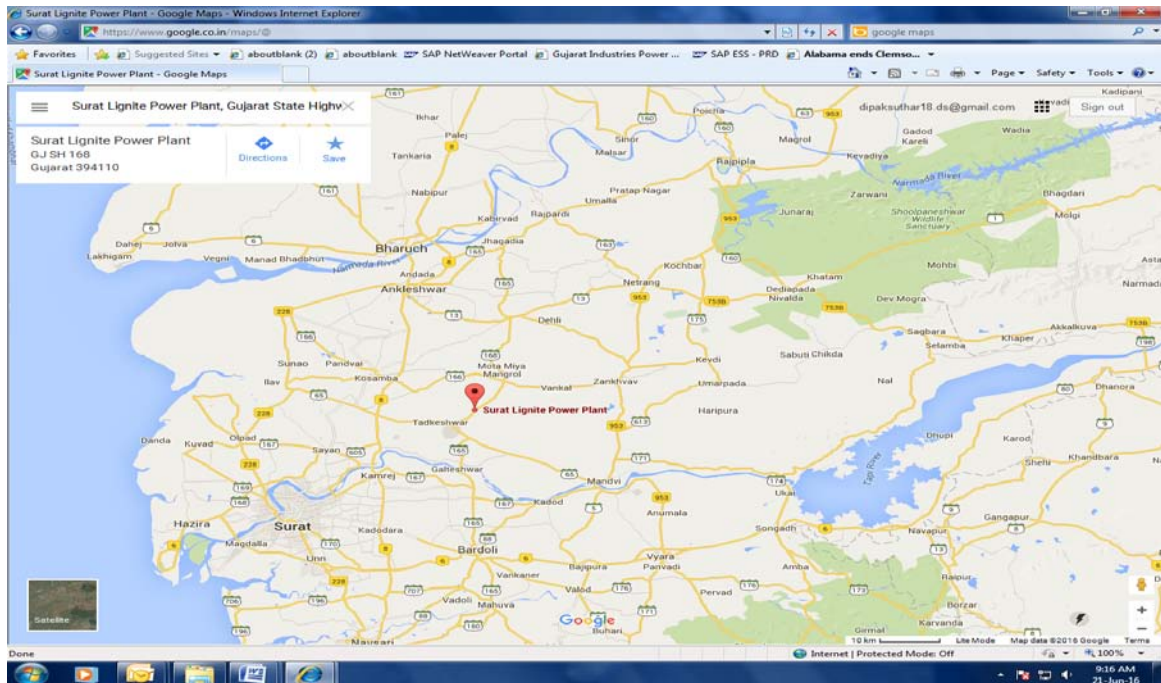 Surat Lignite Power Plant - Google Maps - Windows Internet Explorer
https://www.google.co.in/maps/@
google maps
Favorites
Suggested Sites
aboutblank (2)
aboutblank
SAP NetWeaver Portal
Gujarat Industries Power ...
SAP ESS - PRD
Alabama ends Clemso...
Surat Lignite Power Plant - Google Maps
Page
Safety
Tools
Surat Lignite Power Plant, Gujarat State Highw
dipaksuthar18.ds@gmail.com
Sign out
Surat Lignite Power Plant
GJ SH 168
Gujarat 394110
Directions
Save
Kadipani
Ikhar
Palej
Sinor
Poicha
Magrol
Gadod
Kareli
Wadia
Tankaria
Malsar
Rajpipla
Kevadiya
Narmada River
Nabipur
Pratap Nagar
Umalla
Zarwani
Bhagdari
Kabirvad
Rajpardi
Junaraj
Shoolpaneshwar
Wildlife
Sanctuary
Molgi
Dahej
Jolva
Lakhigam
Vegni
Manad Bhadbhut
Bharuch
Jhagadia
Narmada River
Andada
Ankleshwar
Kochbar
Netrang
Mohbi
Khatam
Dediapada
Nivalda
Dev Mogra
Dehli
Sagbara
Selamba
Khaper
Akkalkuva
Sunao
Pandvai
Mota Miya
Mangrol
Kevdi
Sabuti Chikda
Ilav
Kosamba
Vankal
Zankhvav
Umarpada
Nal
Dhanora
Surat Lignite Power Plant
Haripura
Tadkeshwar
Danda
Kuvad
Olpad
Sayan
Dhupi
Karod
Galheshwar
Shelti
Khandbara
Kamrej
Mandvi
Tapi River
Ukai
Kadod
Anumala
Hazira
Surat
Kadodara
Songadh
Navapur
Gangapur
Magdalla
Unn
Bardoli
Vyara
Bajipura
Panvadi
Amba
Vankaner
Raipur
Vadoli
Mahuva
Valod
Pervad
Borzar
Karvanda
Google
Buhari
Girmal
Navsari
Satellite
10 km
Lite Mode
Map data ©2016 Google
Terms
Done
Internet | Protected Mode: Off
100%
9:16 AM
21-Jun-16